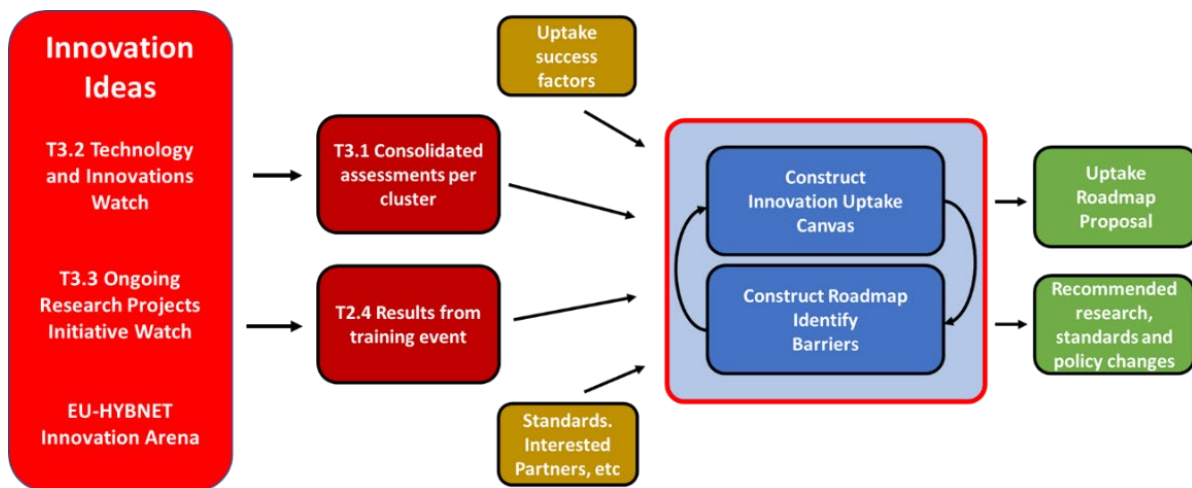 Innovation
Ideas
T3.2 Technology
and Innovations
Watch
T3.3 Ongoing
Research Projects
Initiative Watch
EU-HYBNET
Innovation Arena
T3.1 Consolidated
assessments per
cluster
T2.4 Results from
training event
Uptake
success
factors
Standards.
Interested
Partners, etc
Construct
Innovation Uptake
Canvas
Construct Roadmap
Identify
Barriers
Uptake
Roadmap
Proposal
Recommended
research,
standards and
policy changes